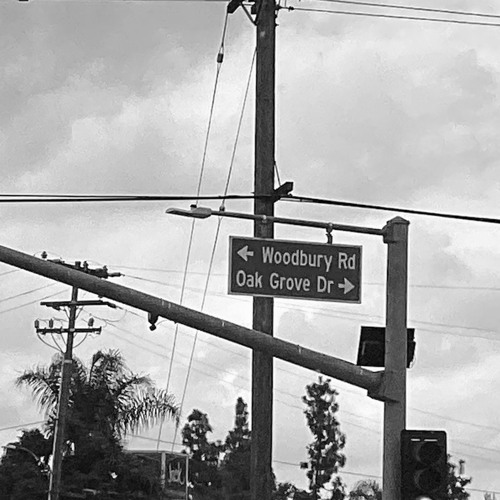 ← Woodbury Rd
Oak Grove Dr →